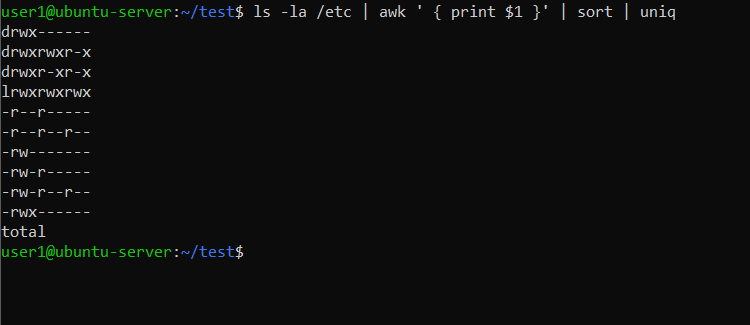 user1@ubuntu-server:~/test$ ls -la /etc | awk ' { print $1 }' | sort | uniq
drwx------
drwxrwxr-x
drwxr-xr-x
lrwxrwxrwx
-r--r-----
-r--r--r--
-rw-------
-rw-r-----
-rw-r--r--
-rwx------
total
user1@ubuntu-server:~/test$